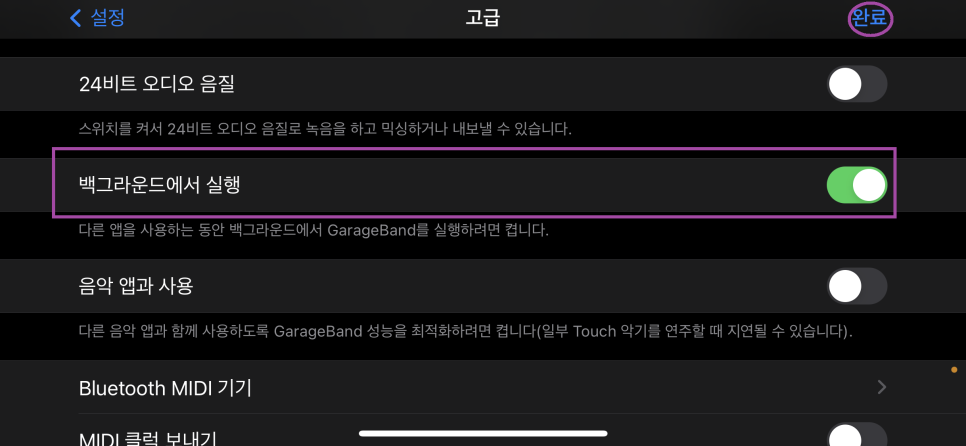 설정
고급
완료
24비트 오디오 음질
스위치를 켜서 24비트 오디오 음질로 녹음을 하고 믹싱하거나 내보낼 수 있습니다.
백그라운드에서 실행
다른 앱을 사용하는 동안 백그라운드에서 GarageBand를 실행하려면 켭니다.
음악 앱과 사용
다른 음악 앱과 함께 사용하도록 GarageBand 성능을 최적화하려면 켭니다(일부 Touch 악기를 연주할 때 지연될 수 있습니다).
Bluetooth MIDI 기기
MIDI 클럭 보내기